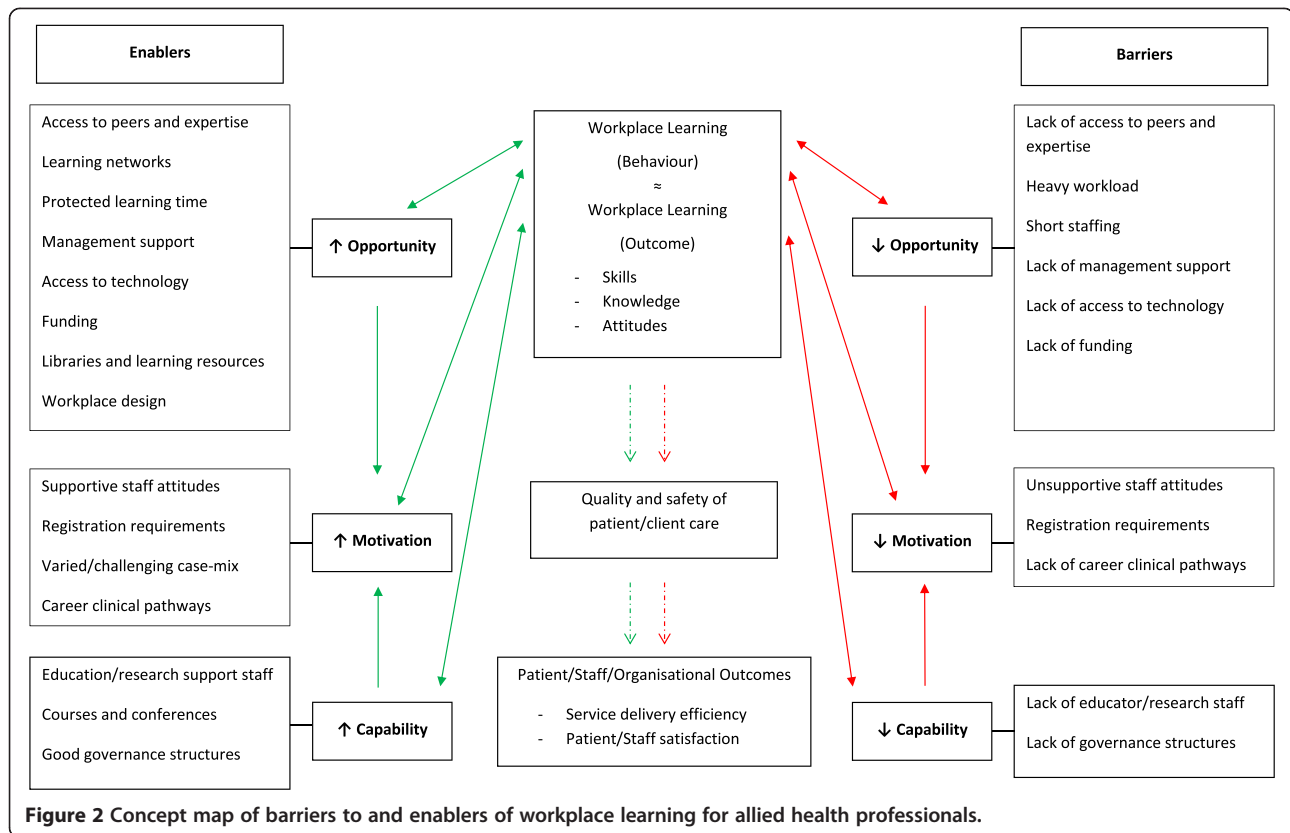 Enablers
Access to peers and expertise
Learning networks
Protected learning time
Management support
Access to technology
Funding
Libraries and learning resources
Workplace design
↑ Opportunity
Supportive staff attitudes
Registration requirements
Varied/challenging case-mix
Career clinical pathways
↑ Motivation
Education/research support staff
Courses and conferences
Good governance structures
↑ Capability
Workplace Learning
(Behaviour)
≈
Workplace Learning
(Outcome)
- Skills
- Knowledge
- Attitudes
Quality and safety of
patient/client care
Patient/Staff/Organisational Outcomes
- Service delivery efficiency
- Patient/Staff satisfaction
Barriers
Lack of access to peers and
expertise
Heavy workload
Short staffing
Lack of management support
Lack of access to technology
Lack of funding
↓ Opportunity
Unsupportive staff attitudes
Registration requirements
Lack of career clinical pathways
↓ Motivation
Lack of educator/research staff
Lack of governance structures
↓ Capability
Figure 2 Concept map of barriers to and enablers of workplace learning for allied health professionals.